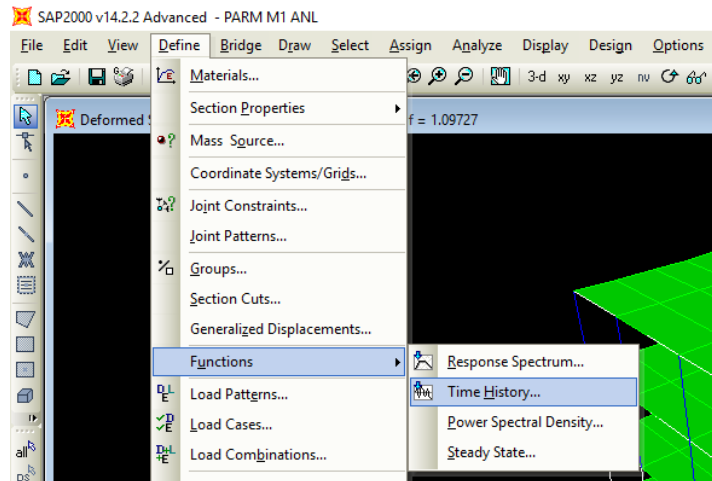 SAP2000 v14.2.2 Advanced - PARM M1 ANL
File Edit View Define Bridge Draw Select Assign Analyze Display Design Options
Materials...
3-d xy xz yz nv
Section Properties
Deformed
f = 1.09727
Mass Source...
Coordinate Systems/Grids...
Joint Constraints...
Joint Patterns...
Groups...
Section Cuts...
Generalized Displacements...
Functions
Response Spectrum...
Load Patterns...
Time History...
Load Cases...
Power Spectral Density...
Load Combinations...
Steady State...
all
ps